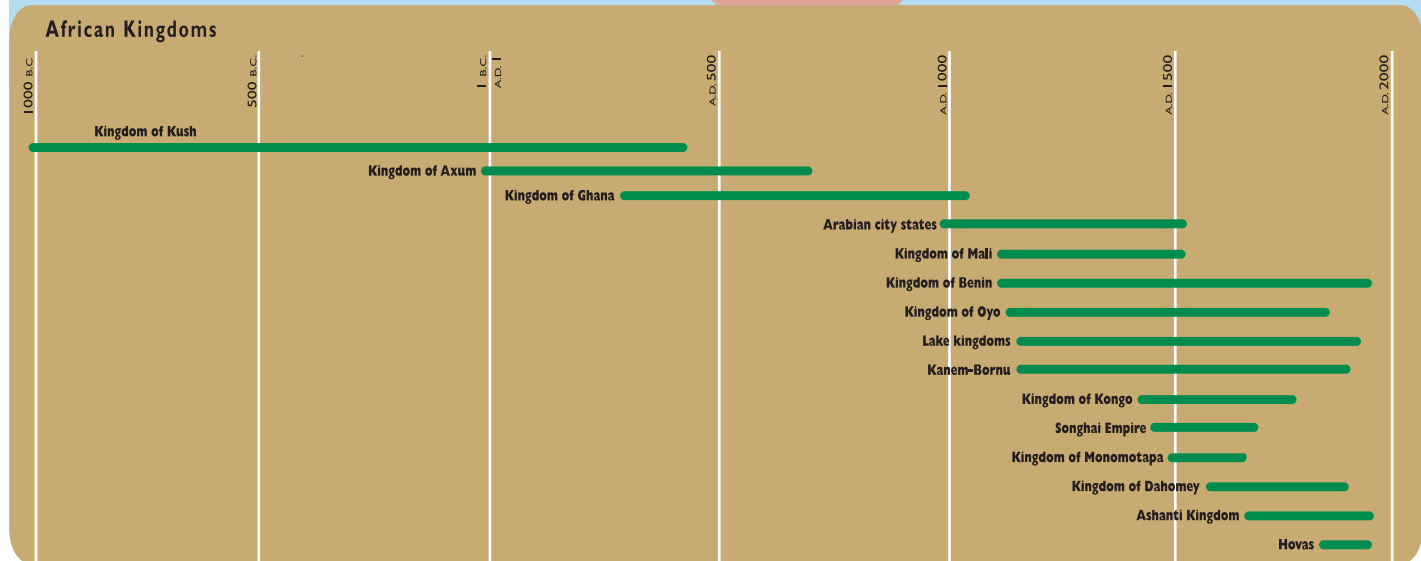 African Kingdoms
1000 B.C.
500 B.C.
1 B.C.
A.D. 1
A.D. 500
A.D. 1000
A.D. 1500
A.D. 2000
Kingdom of Kush
Kingdom of Axum
Kingdom of Ghana
Arabian city states
Kingdom of Mali
Kingdom of Benin
Kingdom of Oyo
Lake kingdoms
Kanem-Bornu
Kingdom of Kongo
Songhai Empire
Kingdom of Monomotapa
Kingdom of Dahomey
Ashanti Kingdom
Hovas